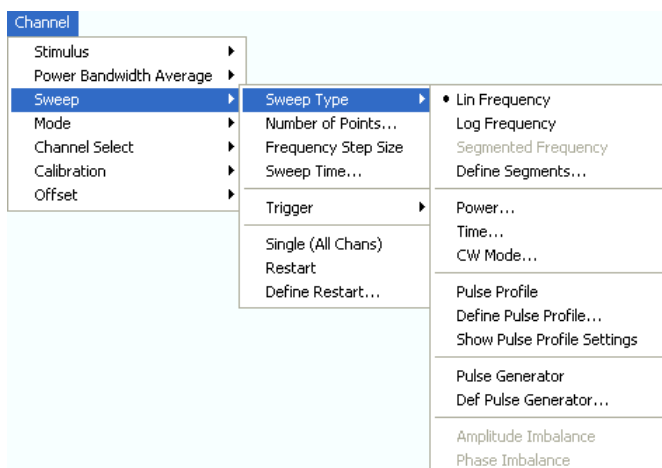 Channel
Stimulus
Power Bandwidth Average
Sweep
Mode
Channel Select
Calibration
Offset
Sweep Type
Number of Points...
Frequency Step Size
Sweep Time...
Trigger
Single (All Chans)
Restart
Define Restart...
Lin Frequency
Log Frequency
Segmented Frequency
Define Segments...
Power...
Time...
CW Mode...
Pulse Profile
Define Pulse Profile...
Show Pulse Profile Settings
Pulse Generator
Def Pulse Generator...
Amplitude Imbalance
Phase Imbalance